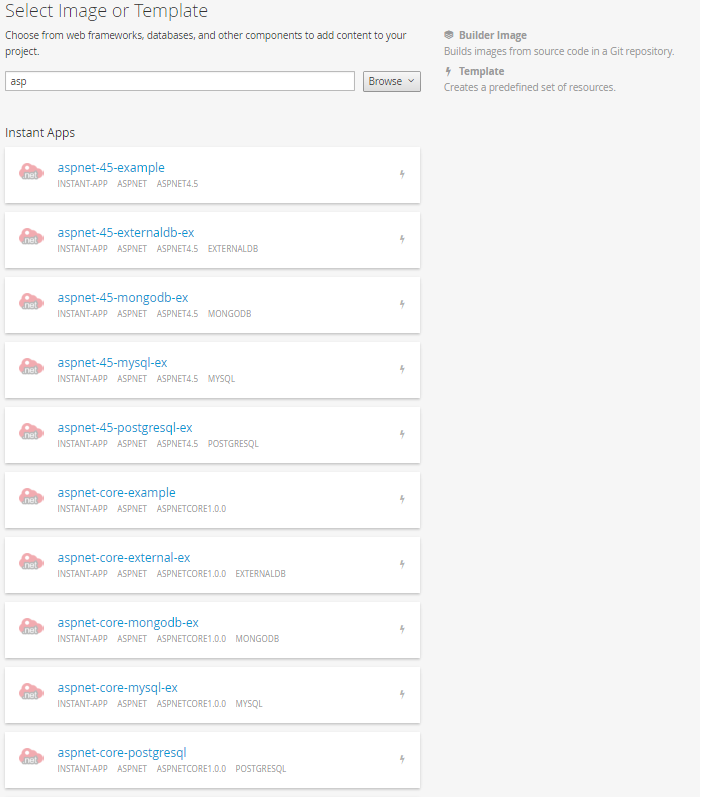 Select Image or Template
Choose from web frameworks, databases, and other components to add content to your
project.
asp
Browse
Builder Image
Builds images from source code in a Git repository.
Template
Creates a predefined set of resources.
Instant Apps
.net
aspnet-45-example
INSTANT-APP ASPNET ASPNET4.5
.net
aspnet-45-externaldb-ex
INSTANT-APP ASPNET ASPNET4.5 EXTERNALDB
.net
aspnet-45-mongodb-ex
INSTANT-APP ASPNET ASPNET4.5 MONGODB
.net
aspnet-45-mysql-ex
INSTANT-APP ASPNET ASPNET4.5 MYSQL
.net
aspnet-45-postgresql-ex
INSTANT-APP ASPNET ASPNET4.5 POSTGRESQL
.net
aspnet-core-example
INSTANT-APP ASPNET ASPNETCORE1.0.0
.net
aspnet-core-external-ex
INSTANT-APP ASPNET ASPNETCORE1.0.0 EXTERNALDB
.net
aspnet-core-mongodb-ex
INSTANT-APP ASPNET ASPNETCORE1.0.0 MONGODB
.net
aspnet-core-mysql-ex
INSTANT-APP ASPNET ASPNETCORE1.0.0 MYSQL
.net
aspnet-core-postgresql
INSTANT-APP ASPNET ASPNETCORE1.0.0 POSTGRESQL